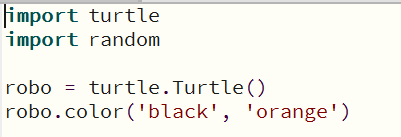 import turtle
import random
robo = turtle.Turtle()
robo.color('black', 'orange')